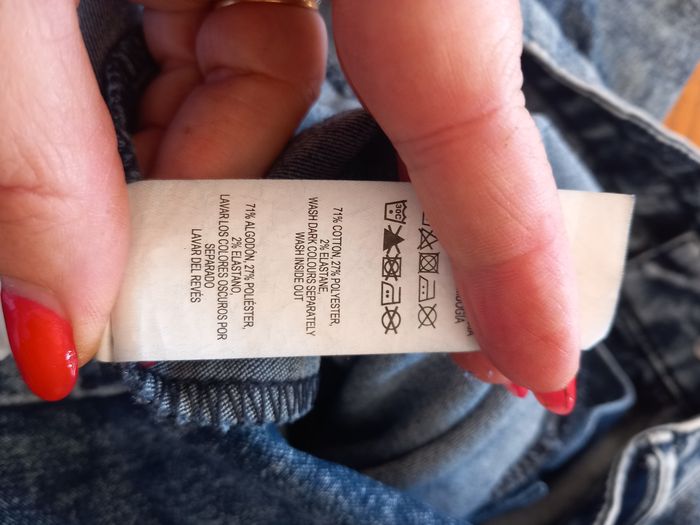 30C
71% COTTON, 27% POLYESTER,
2% ELASTANE,
WASH DARK COLOURS SEPARATELY
WASH INSIDE OUT
71% ALGODÓN, 27% POLIÉSTER,
2% ELASTANO,
LAVAR LOS COLORES OSCUROS POR
SEPARADO
LAVAR DEL REVÉS